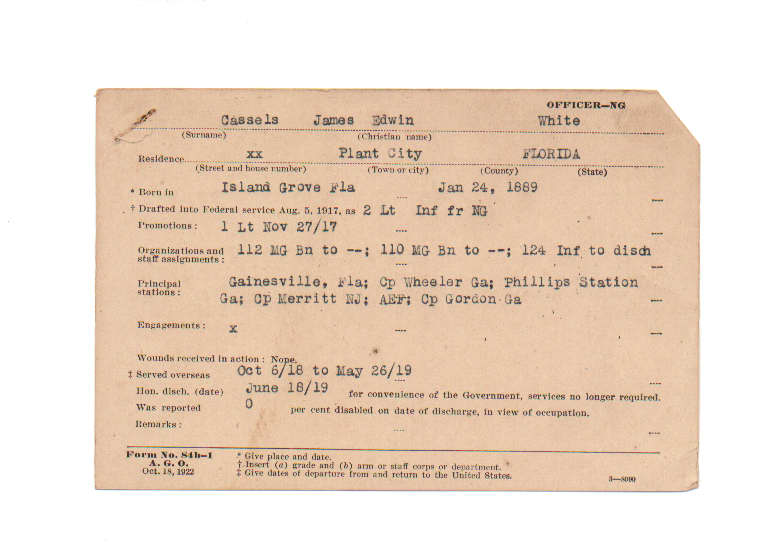 OFFICER—NG
Cassels James Edwin White
(Surname) (Christian name)
Residence xx Plant City FLORIDA
(Street and house number) (Town or city) (County) (State)
* Born in Island Grove Fla Jan 24, 1889
† Drafted into Federal service Aug. 5, 1917, as 2 Lt Inf fr NG
Promotions: 1 Lt Nov 27/17
Organizations and staff assignments: 112 MG Bn to --; 110 MG Bn to --; 124 Inf to disch
Principal stations: Gainesville, Fla; Cp Wheeler Ga; Phillips Station
Ga; Cp Merritt NJ; AEF; Cp Gordon Ga
Engagements: x
Wounds received in action: None.
‡ Served overseas Oct 6/18 to May 26/19
Hon. disch. (date) June 18/19 for convenience of the Government, services no longer required.
Was reported 0 per cent disabled on date of discharge, in view of occupation.
Remarks:
Form No. 84b-1 * Give place and date.
A. G. O. † Insert (a) grade and (b) arm or staff corps or department.
Oct. 18, 1922 ‡ Give dates of departure from and return to the United States.
3—8090